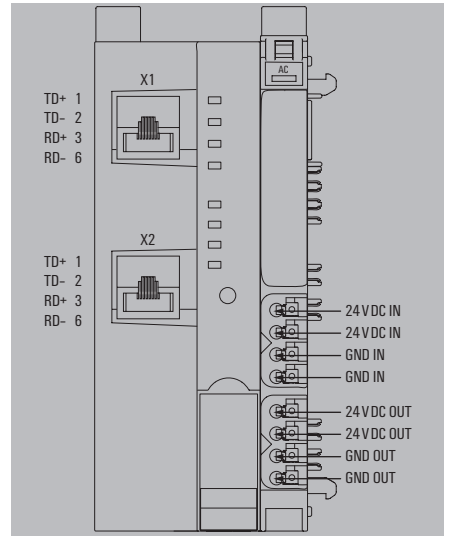 AC
X1
TD+ 1
TD- 2
RD+ 3
RD- 6
X2
TD+ 1
TD- 2
RD+ 3
RD- 6
24 V DC IN
24 V DC IN
GND IN
GND IN
24 V DC OUT
24 V DC OUT
GND OUT
GND OUT